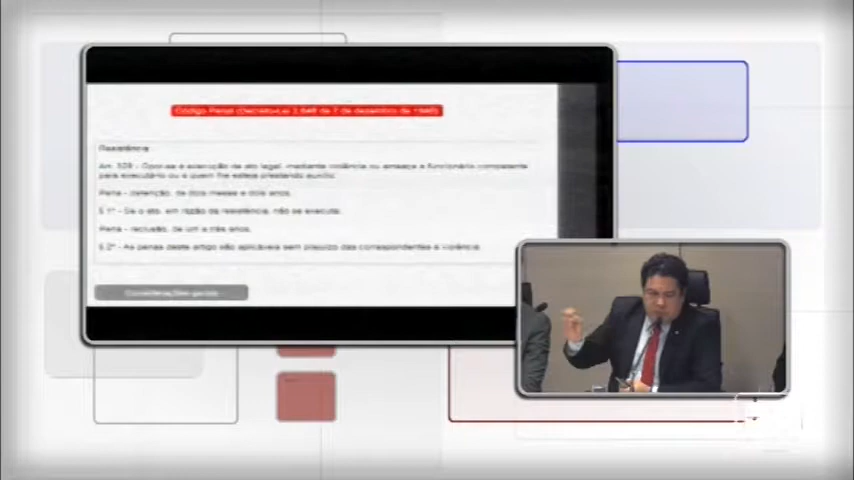 Código Penal (Decreto-Lei 2.848 de 7 de dezembro de 1940)
Resistência
Art. 329 - Opor-se à execução de ato legal, mediante violência ou ameaça a funcionário competente
para executá-lo ou a quem lhe esteja prestando auxílio:
Pena - detenção, de dois meses a dois anos.
§ 1º - Se o ato, em razão da resistência, não se executa:
Pena - reclusão, de um a três anos.
§ 2º - As penas deste artigo são aplicáveis sem prejuízo das correspondentes à violência.
Considerações gerais